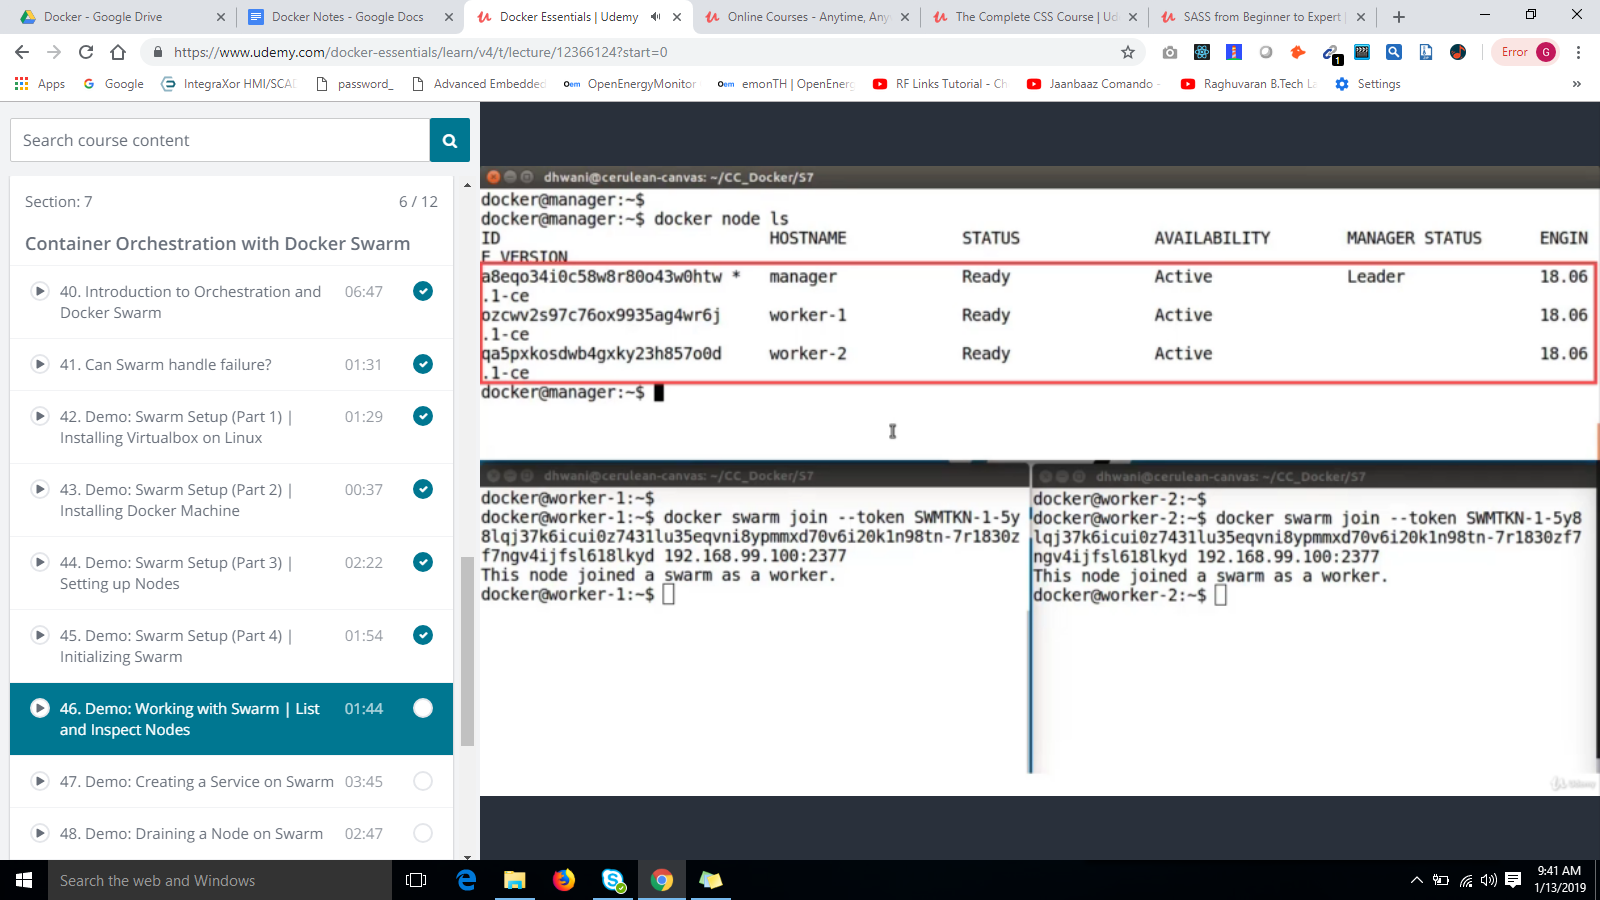 Docker - Google Drive
Docker Notes - Google Docs
Docker Essentials | Udemy
Online Courses - Anytime, Any
The Complete CSS Course | Ud
SASS from Beginner to Expert |
https://www.udemy.com/docker-essentials/learn/v4/t/lecture/12366124?start=0
1
Error
G
Apps
Google
IntegraXor HMI/SCAD
password_
Advanced Embedded
Oem
OpenEnergyMonitor
Oem
emonTH | OpenEnerg
RF Links Tutorial - Ch
Jaanbaaz Comando -
Raghuvaran B.Tech La
Settings
»
Search course content
Section: 7
6 / 12
Container Orchestration with Docker Swarm
40. Introduction to Orchestration and
Docker Swarm
06:47
41. Can Swarm handle failure?
01:31
42. Demo: Swarm Setup (Part 1) |
Installing Virtualbox on Linux
01:29
43. Demo: Swarm Setup (Part 2) |
Installing Docker Machine
00:37
44. Demo: Swarm Setup (Part 3) |
Setting up Nodes
02:22
45. Demo: Swarm Setup (Part 4) |
Initializing Swarm
01:54
46. Demo: Working with Swarm | List
and Inspect Nodes
01:44
47. Demo: Creating a Service on Swarm
03:45
48. Demo: Draining a Node on Swarm
02:47
dhwani@cerulean-canvas: ~/CC_Docker/S7
docker@manager:~$
docker@manager:~$ docker node ls
ID HOSTNAME STATUS AVAILABILITY MANAGER STATUS ENGIN
E VERSION
a8eqo34i0c58w8r80o43w0htw * manager Ready Active Leader 18.06
.1-ce
ozcwv2s97c76ox9935ag4wr6j worker-1 Ready Active 18.06
.1-ce
qa5pxkosdwb4gxky23h857o0d worker-2 Ready Active 18.06
.1-ce
docker@manager:~$
dhwani@cerulean-canvas: ~/CC_Docker/S7
docker@worker-1:~$
docker@worker-1:~$ docker swarm join --token SWMTKN-1-5y
8lqj37k6icui0z7431lu35eqvni8ypmmxd70v6i20k1n98tn-7r1830z
f7ngv4ijfsl618lkyd 192.168.99.100:2377
This node joined a swarm as a worker.
docker@worker-1:~$
dhwani@cerulean-canvas: ~/CC_Docker/S7
docker@worker-2:~$
docker@worker-2:~$ docker swarm join --token SWMTKN-1-5y8
lqj37k6icui0z7431lu35eqvni8ypmmxd70v6i20k1n98tn-7r1830zf7
ngv4ijfsl618lkyd 192.168.99.100:2377
This node joined a swarm as a worker.
docker@worker-2:~$
Udemy
Search the web and Windows
9:41 AM
1/13/2019